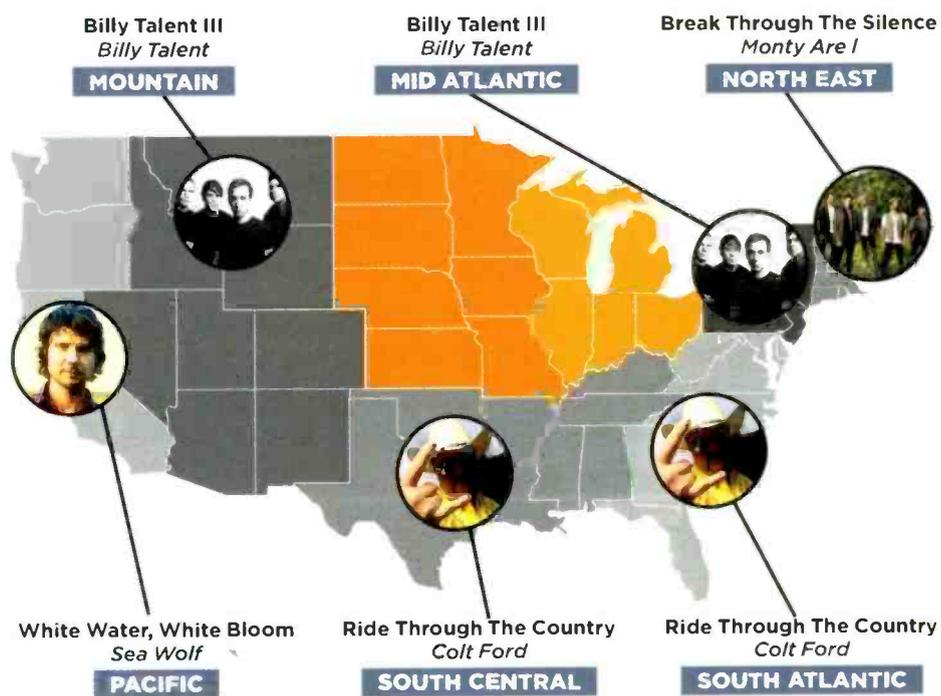 Billy Talent III
Billy Talent
MOUNTAIN
Billy Talent III
Billy Talent
MID ATLANTIC
Break Through The Silence
Monty Are I
NORTH EAST
White Water, White Bloom
Sea Wolf
PACIFIC
Ride Through The Country
Colt Ford
SOUTH CENTRAL
Ride Through The Country
Colt Ford
SOUTH ATLANTIC